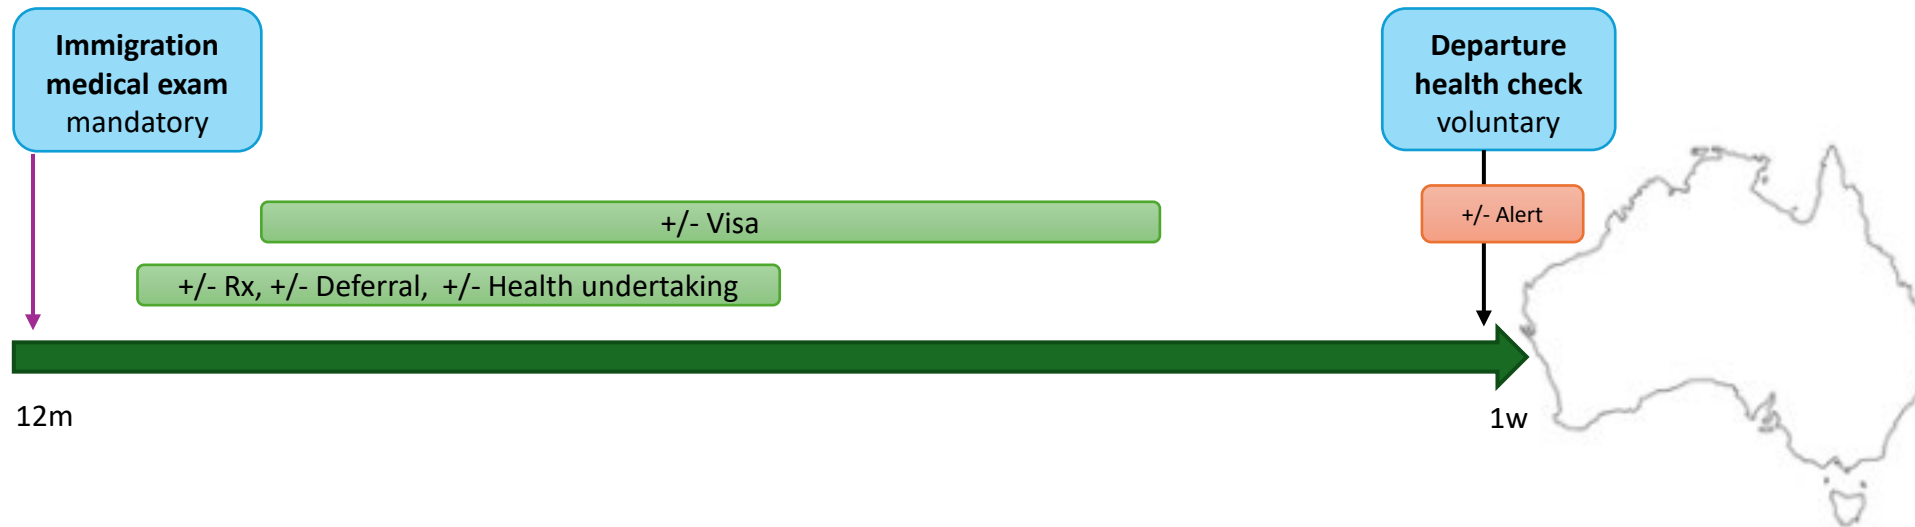 Immigration
medical exam
mandatory
Departure
health check
voluntary
+/- Visa
+/- Alert
+/- Rx, +/- Deferral, +/- Health undertaking
12m
1w